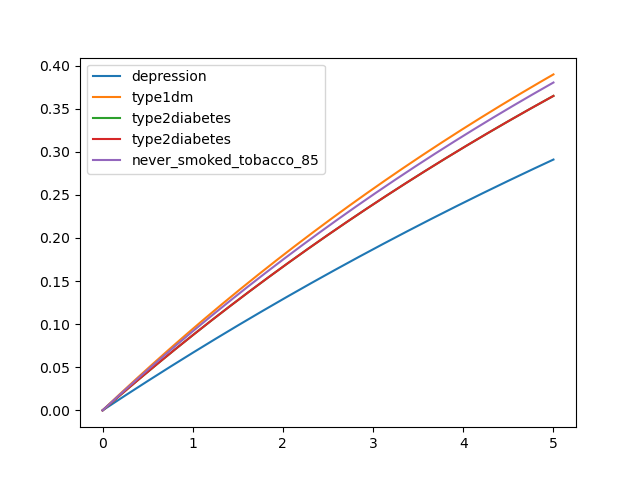 0.40
0.35
0.30
0.25
0.20
0.15
0.10
0.05
0.00
depression
type1dm
type2diabetes
type2diabetes
never_smoked_tobacco_85
0 1 2 3 4 5